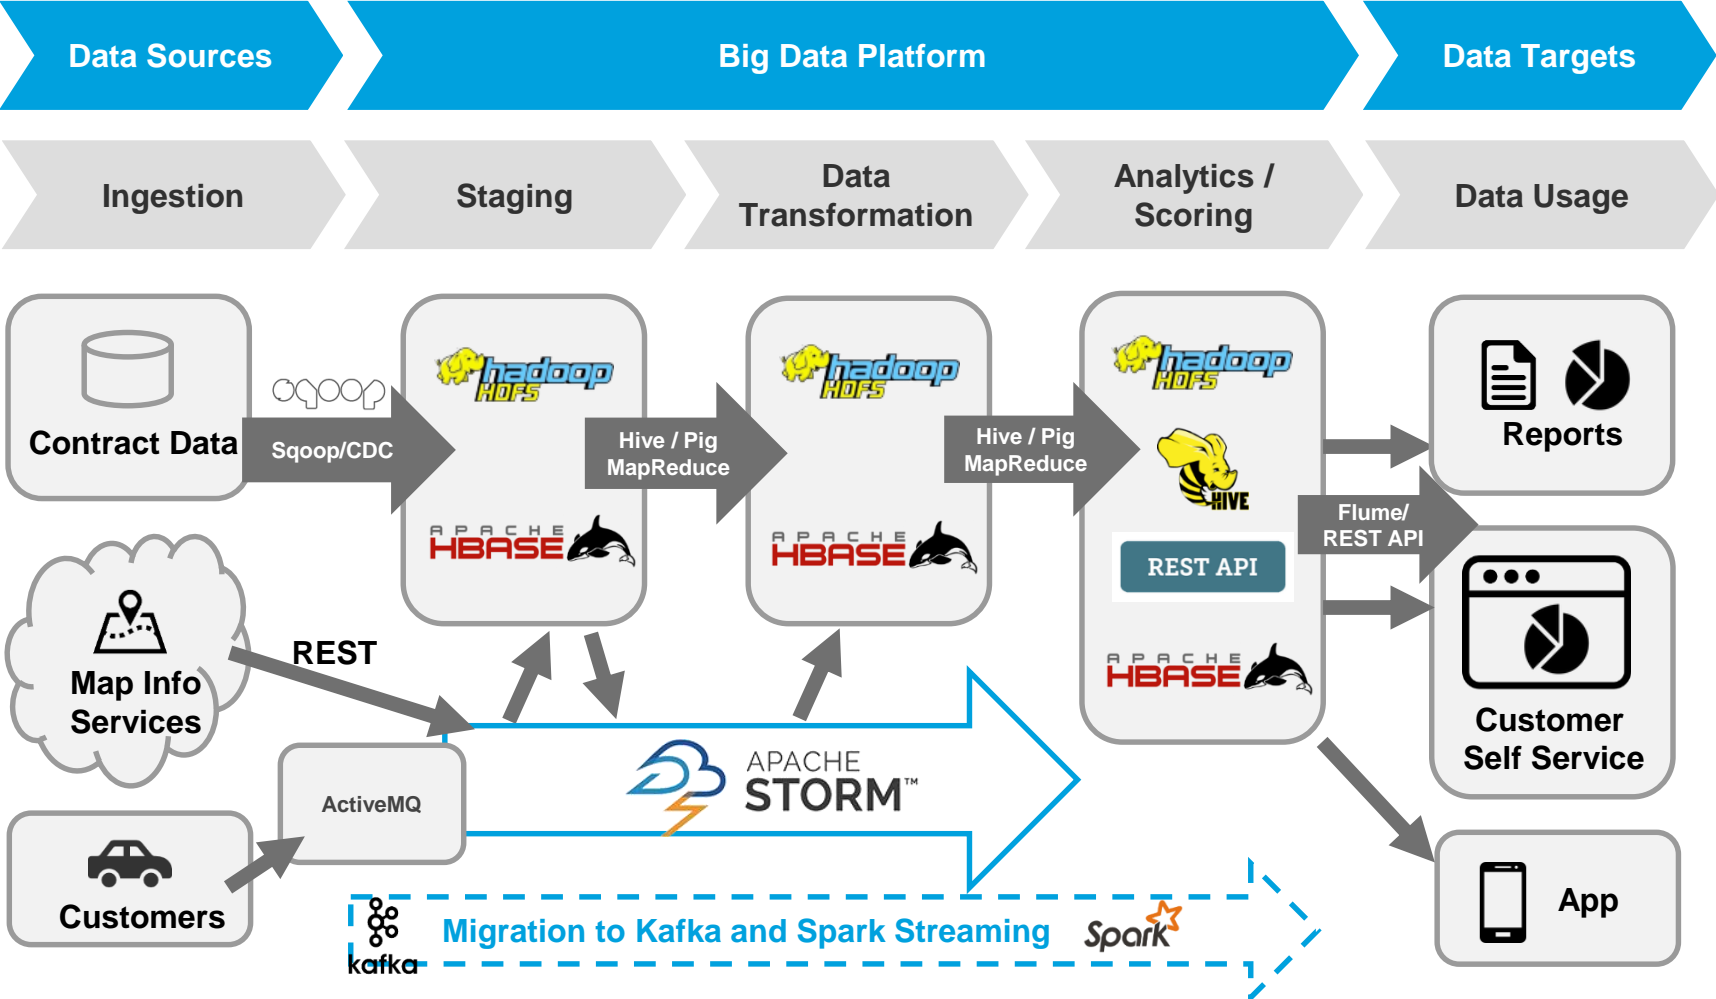 Data Sources
Big Data Platform
Data Targets
Ingestion
Staging
Data
Transformation
Analytics /
Scoring
Data Usage
Contract Data
sqoop
Sqoop/CDC
hadoop
HDFS
APACHE
HBASE
Hive / Pig
MapReduce
hadoop
HDFS
APACHE
HBASE
Hive / Pig
MapReduce
hadoop
HDFS
HIVE
REST API
APACHE
HBASE
Flume/
REST API
Reports
Customer
Self Service
App
Map Info
Services
REST
Customers
ActiveMQ
APACHE
STORM™
kafka
Migration to Kafka and Spark Streaming
Spark